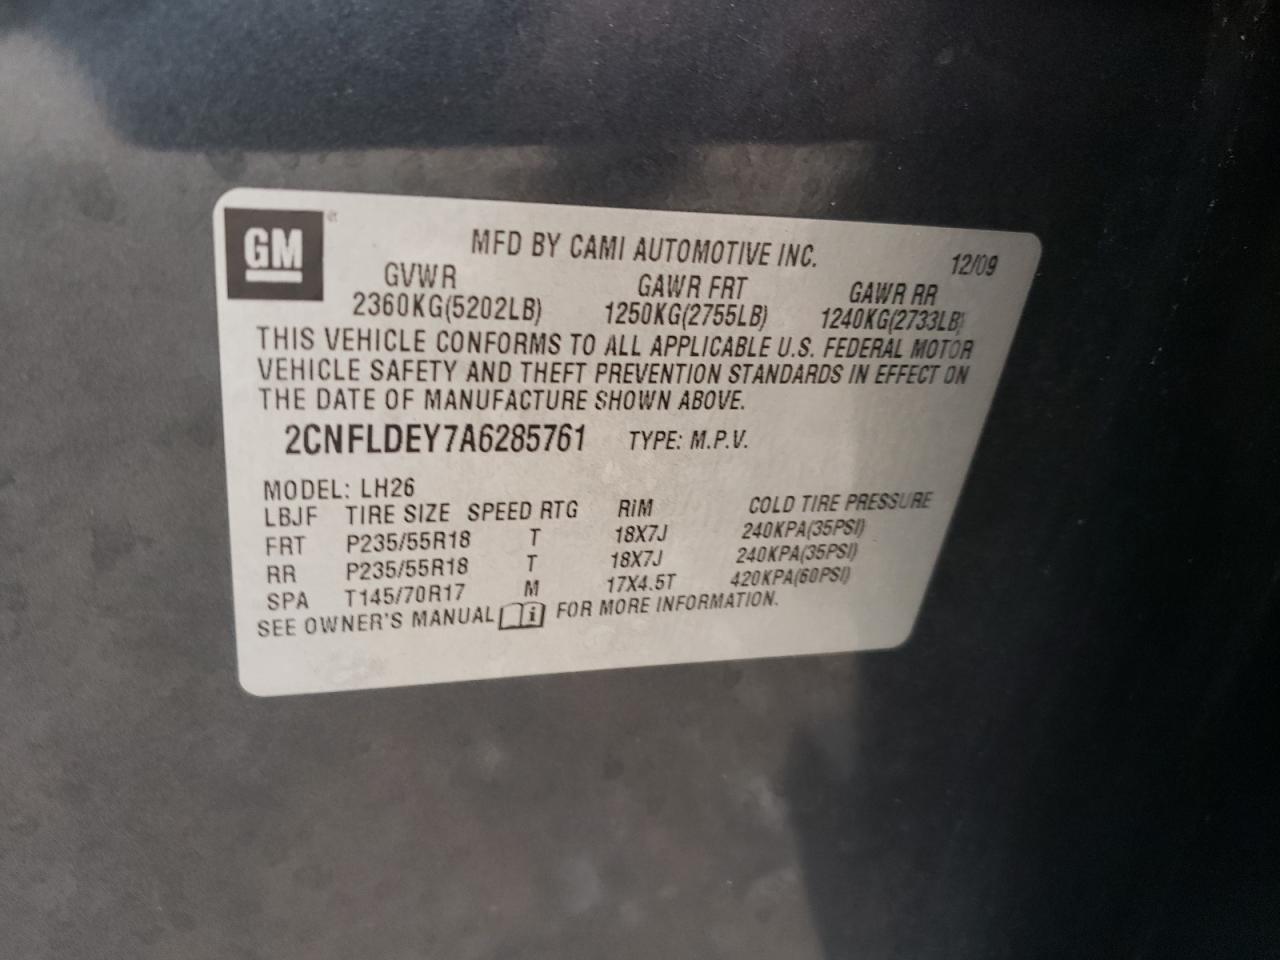 GM
MFD BY CAMI AUTOMOTIVE INC. 12/09
GVWR GAWR FRT GAWR RR
2360KG(5202LB) 1250KG(2755LB) 1240KG(2733LB)
THIS VEHICLE CONFORMS TO ALL APPLICABLE U.S. FEDERAL MOTOR
VEHICLE SAFETY AND THEFT PREVENTION STANDARDS IN EFFECT ON
THE DATE OF MANUFACTURE SHOWN ABOVE.
2CNFLDEY7A6285761 TYPE: M.P.V.
MODEL: LH26
LBJF TIRE SIZE SPEED RTG RIM COLD TIRE PRESSURE
FRT P235/55R18 T 18X7J 240KPA(35PSI)
RR P235/55R18 T 18X7J 240KPA(35PSI)
SPA T145/70R17 M 17X4.5T 420KPA(60PSI)
SEE OWNER'S MANUAL i FOR MORE INFORMATION.